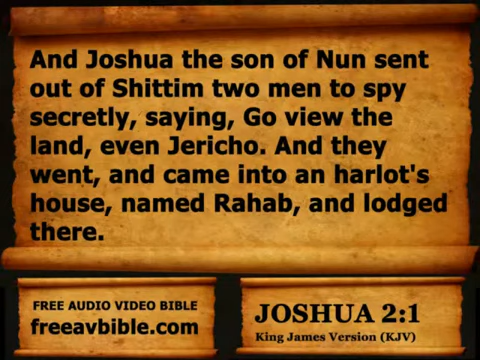 And Joshua the son of Nun sent
out of Shittim two men to spy
secretly, saying, Go view the
land, even Jericho. And they
went, and came into an harlot's
house, named Rahab, and lodged
there.
FREE AUDIO VIDEO BIBLE
freeavbible.com
JOSHUA 2:1
King James Version (KJV)